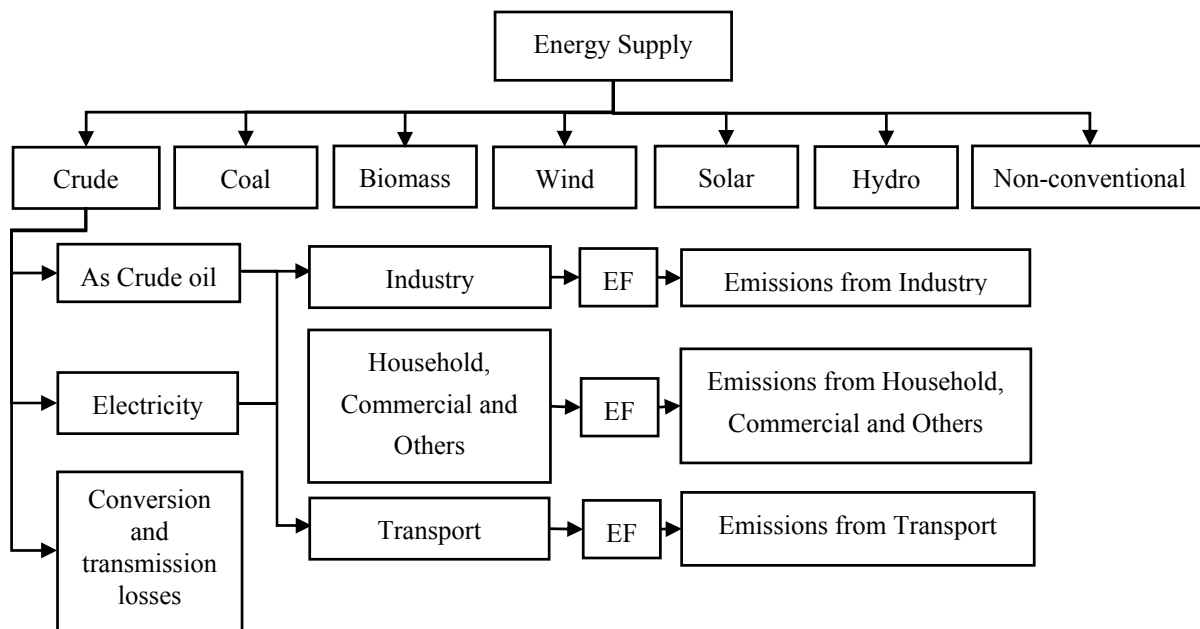 Energy Supply
Crude
Coal
Biomass
Wind
Solar
Hydro
Non-conventional
As Crude oil
Industry
EF
Emissions from Industry
Electricity
Household,
Commercial and
Others
EF
Emissions from Household,
Commercial and Others
Conversion
and
transmission
losses
Transport
EF
Emissions from Transport